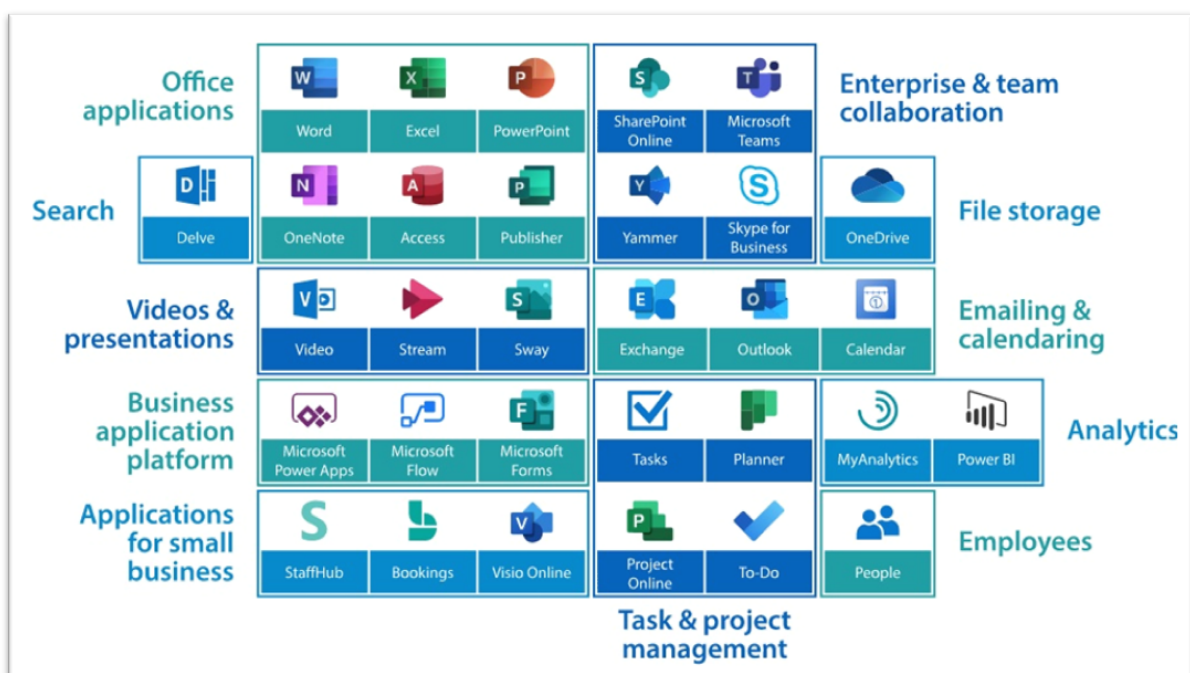 Office
applications
Word
Excel
PowerPoint
SharePoint
Online
Microsoft
Teams
Enterprise & team
collaboration
Search
Delve
OneNote
Access
Publisher
Yammer
Skype for
Business
OneDrive
File storage
Videos &
presentations
Video
Stream
Sway
Exchange
Outlook
Calendar
Emailing &
calendaring
Business
application
platform
Microsoft
Power Apps
Microsoft
Flow
Microsoft
Forms
Tasks
Planner
MyAnalytics
Power BI
Analytics
Applications
for small
business
StaffHub
Bookings
Visio Online
Project
Online
To-Do
People
Employees
Task & project
management